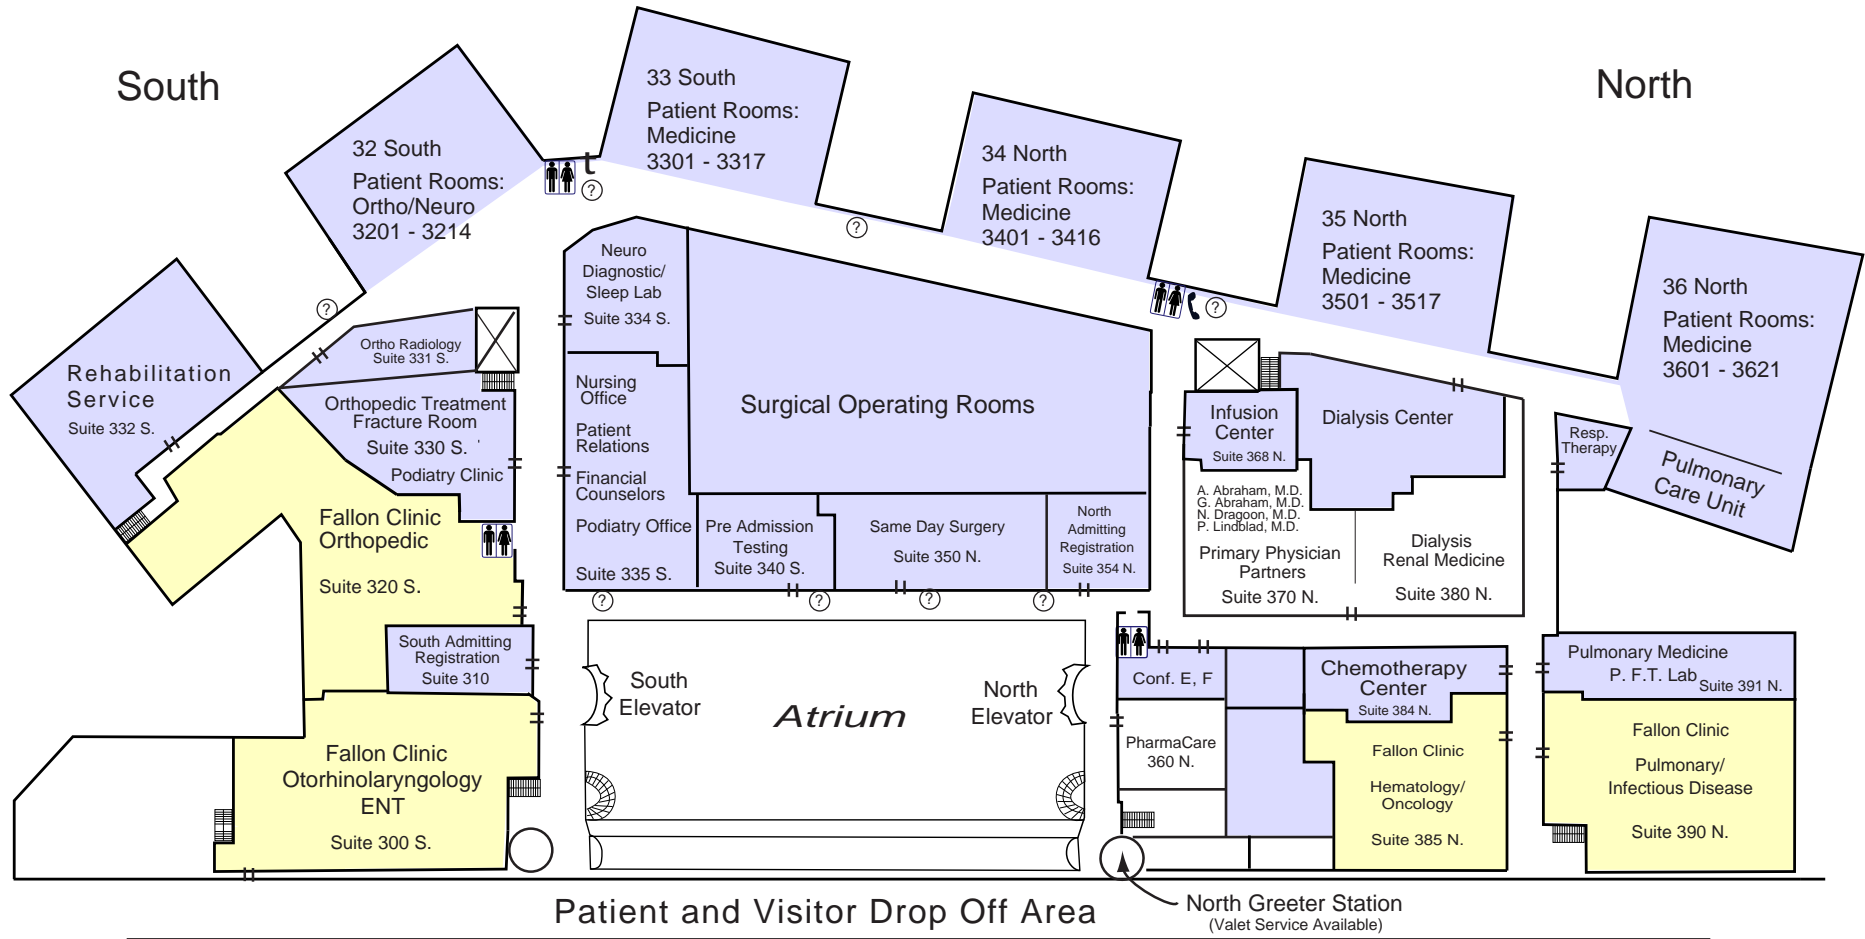 South
North
33 South
Patient Rooms:
Medicine
3301 - 3317
32 South
Patient Rooms:
Ortho/Neuro
3201 - 3214
t
?
?
34 North
Patient Rooms:
Medicine
3401 - 3416
35 North
Patient Rooms:
Medicine
3501 - 3517
36 North
Patient Rooms:
Medicine
3601 - 3621
Pulmonary
Care Unit
?
?
Rehabilitation
Service
Suite 332 S.
Ortho Radiology
Suite 331 S.
Orthopedic Treatment
Fracture Room
Suite 330 S.
Podiatry Clinic
Neuro
Diagnostic/
Sleep Lab
Suite 334 S.
Nursing
Office
Patient
Relations
Financial
Counselors
Podiatry Office
Suite 335 S.
Surgical Operating Rooms
Pre Admission
Testing
Suite 340 S.
Same Day Surgery
Suite 350 N.
North
Admitting
Registration
Suite 354 N.
?
?
?
?
Infusion
Center
Suite 368 N.
Dialysis Center
A. Abraham, M.D.
G. Abraham, M.D.
N. Dragoon, M.D.
P. Lindblad, M.D.
Primary Physician
Partners
Suite 370 N.
Dialysis
Renal Medicine
Suite 380 N.
Resp.
Therapy
Fallon Clinic
Orthopedic
Suite 320 S.
South Admitting
Registration
Suite 310
Fallon Clinic
Otorhinolaryngology
ENT
Suite 300 S.
South
Elevator
Atrium
North
Elevator
Conf. E, F
PharmaCare
360 N.
Chemotherapy
Center
Suite 384 N.
Fallon Clinic
Hematology/
Oncology
Suite 385 N.
Pulmonary Medicine
P. F.T. Lab
Suite 391 N.
Fallon Clinic
Pulmonary/
Infectious Disease
Suite 390 N.
Patient and Visitor Drop Off Area
North Greeter Station
(Valet Service Available)